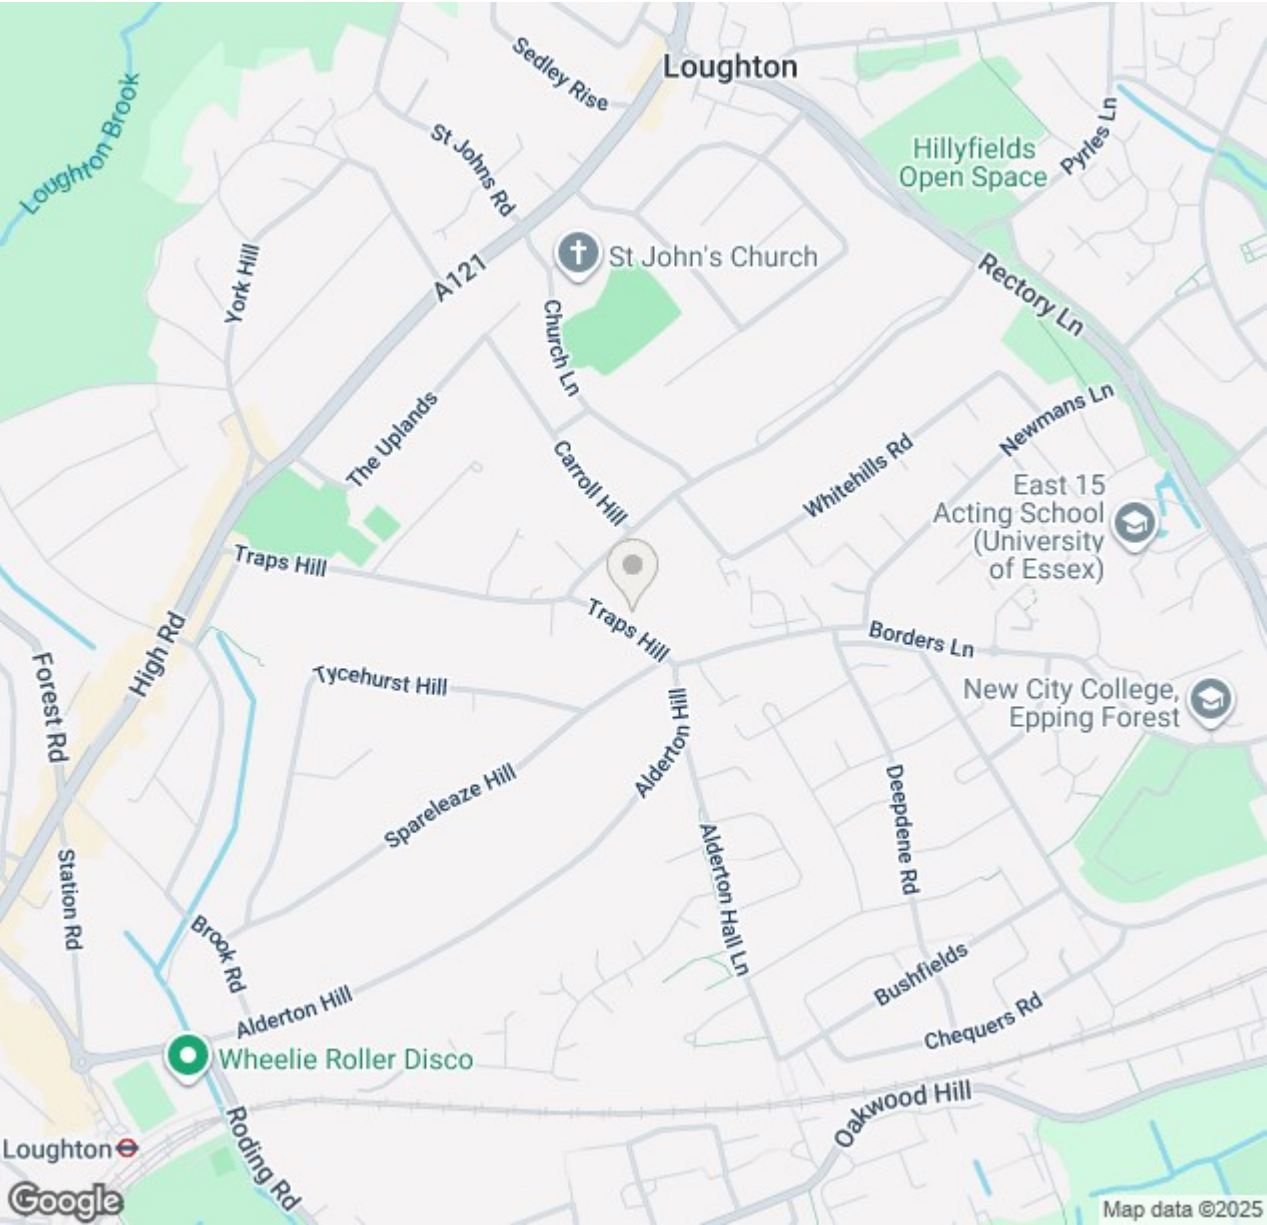 Loughton
Sedley Rise
Loughton Brook
St Johns Rd
Hillyfields
Open Space
Pyrles Ln
York Hill
A121
St John's Church
Rectory Ln
Church Ln
The Uplands
Carroll Hill
Whitehills Rd
Newmans Ln
East 15
Acting School
(University
of Essex)
Traps Hill
High Rd
Traps Hill
Borders Ln
Forest Rd
Tycehurst Hill
Alderton Hill
New City College,
Epping Forest
Spareleaze Hill
Deepdene Rd
Station Rd
Alderton Hall Ln
Brook Rd
Bushfields
Alderton Hill
Chequers Rd
Wheelie Roller Disco
Oakwood Hill
Loughton
Roding Rd
Google
Map data ©2025